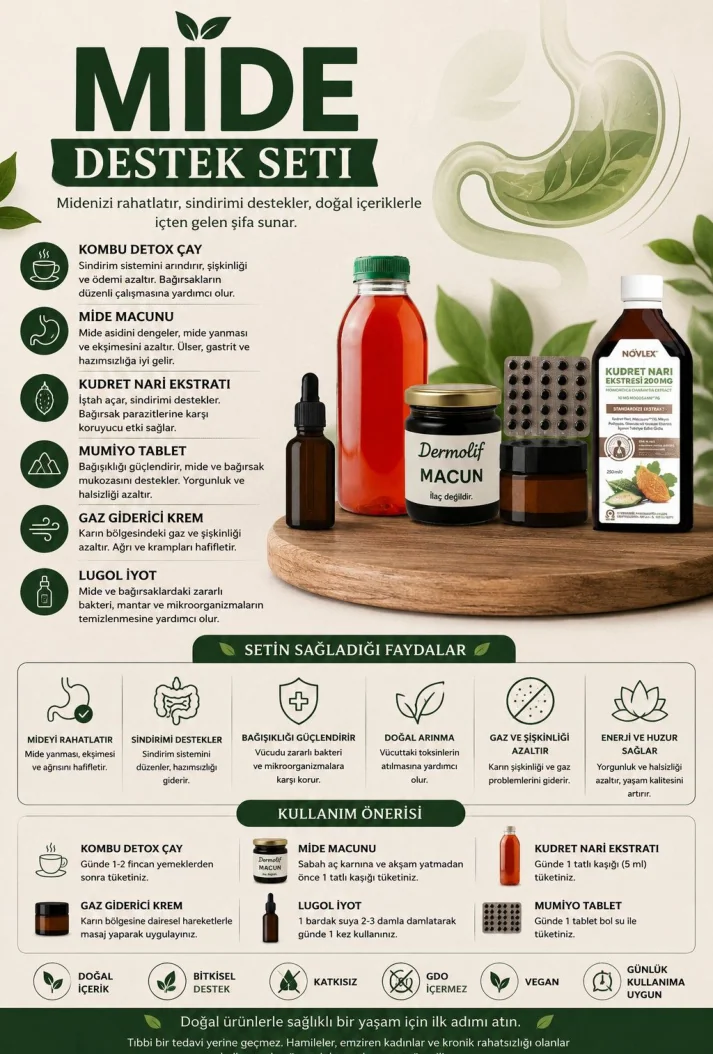 MİDE
DESTEK SETI
Midenizi rahatlatır, sindirimi destekler, doğal içeriklerle
içten gelen şifa sunar.
KOMBU DETOX ÇAY
Sindirim sistemini arındırır, şişkinliği
ve ödemi azaltır. Bağırsakların
düzenli çalışmasına yardımcı olur.
MİDE MACUNU
Mide asidini dengeler, mide yanması
ve ekşimesini azaltır. Ülser, gastrit ve
hazımsızlığa iyi gelir.
KUDRET NARİ EKSTRATI
İştah açar, sindirimi destekler.
Bağırsak parazitlerine karşı
koruyucu etki sağlar.
MUMİYO TABLET
Bağışıklığı güçlendirir, mide ve bağırsak
mukozasını destekler. Yorgunluk ve
halsizliği azaltır.
GAZ GİDERİCİ KREM
Karın bölgesindeki gaz ve şişkinliği
azaltır. Ağrı ve krampları hafifletir.
LUGOL İYOT
Mide ve bağırsaklardaki zararlı
bakteri, mantar ve mikroorganizmaların
temizlenmesine yardımcı olur.
Dermolif
MACUN
İlaç değildir.
NOVLEX
KUDRET NARI
EKSTRESİ 200 MG
SETİN SAĞLADIĞI FAYDALAR
MİDEYİ RAHATLATIR
Mide yanması, ekşimesi
ve ağrısını hafifletir.
SİNDİRİMİ DESTEKLER
Sindirim sistemini
düzenler, hazımsızlığı
giderir.
BAĞIŞIKLIĞI GÜÇLENDİRİR
Vücudu zararlı bakteri
ve mikroorganizmalara
karşı korur.
DOĞAL ARINMA
Vücuttaki toksinlerin
atılmasına yardımcı
olur.
GAZ VE ŞİŞKİNLİĞİ
AZALTIR
Karın şişkinliği ve gaz
problemlerini giderir.
ENERJİ VE HUZUR
SAĞLAR
Yorgunluk ve halsizliği
azaltır, yaşam kalitesini
artırır.
KULLANIM ÖNERİSİ
KOMBU DETOX ÇAY
Günde 1-2 fincan yemeklerden
sonra tüketiniz.
Dermolif
MACUN
MİDE MACUNU
Sabah aç karnına ve akşam yatmadan
önce 1 tatlı kaşığı tüketiniz.
KUDRET NARİ EKSTRATI
Günde 1 tatlı kaşığı (5 ml)
tüketiniz.
GAZ GİDERİCİ KREM
Karın bölgesine dairesel hareketlerle
masaj yaparak uygulayınız.
LUGOL İYOT
1 bardak suya 2-3 damla damlatarak
günde 1 kez kullanınız.
MUMİYO TABLET
Günde 1 tablet bol su ile
tüketiniz.
DOĞAL
İÇERİK
BİTKİSEL
DESTEK
KATKISIZ
GDO
İÇERMEZ
VEGAN
GÜNLÜK
KULLANIMA
UYGUN
Doğal ürünlerle sağlıklı bir yaşam için ilk adımı atın.
Tıbbi bir tedavi yerine geçmez. Hamileler, emziren kadınlar ve kronik rahatsızlığı olanlar